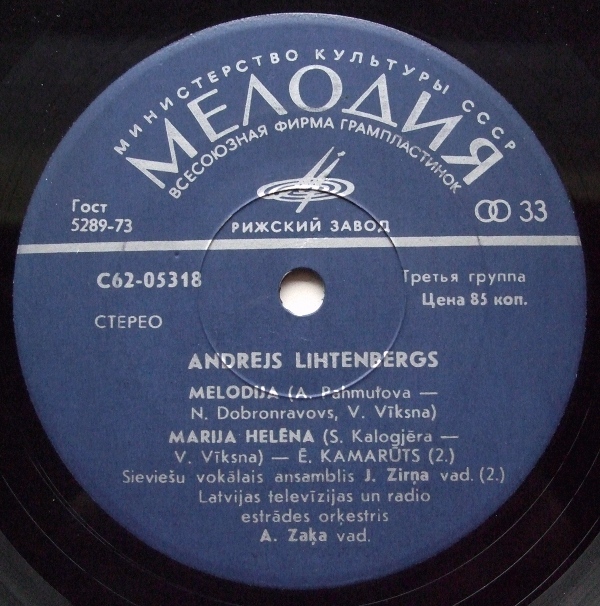 МИНИСТЕРСТВО КУЛЬТУРЫ СССР
МЕЛОДИЯ
ВСЕСОЮЗНАЯ ФИРМА ГРАМПЛАСТИНОК
Гост
5289-73
33
РИЖСКИЙ ЗАВОД
С62-05318
Третья группа
Цена 85 коп.
СТЕРЕО
ANDREJS LIHTENBERGS
MELODIJA (A. Pahmutova —
N. Dobronravovs, V. Vīksna)
MARIJA HELĒNA (S. Kalogjēra —
V. Vīksna) — Ē. KAMARŪTS (2.)
Sieviešu vokālais ansamblis J. Zirņa vad. (2.)
Latvijas televīzijas un radio
estrādes orķestris
A. Zaķa vad.